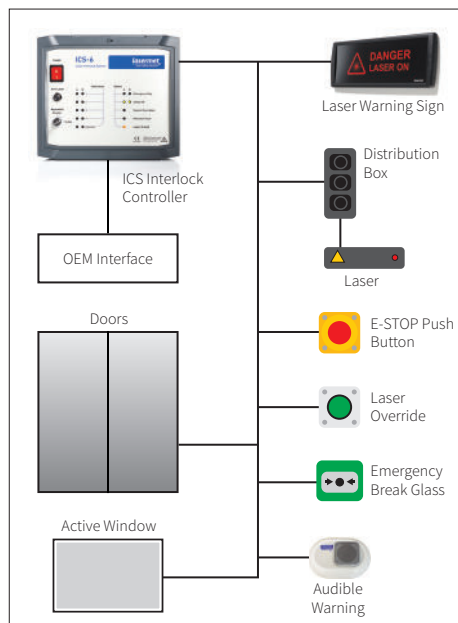 ICS-6
lasermet
DANGER
LASER ON
Laser Warning Sign
ICS Interlock
Controller
Distribution
Box
OEM Interface
Laser
Doors
E-STOP Push
Button
Laser
Override
Emergency
Break Glass
Active Window
Audible
Warning